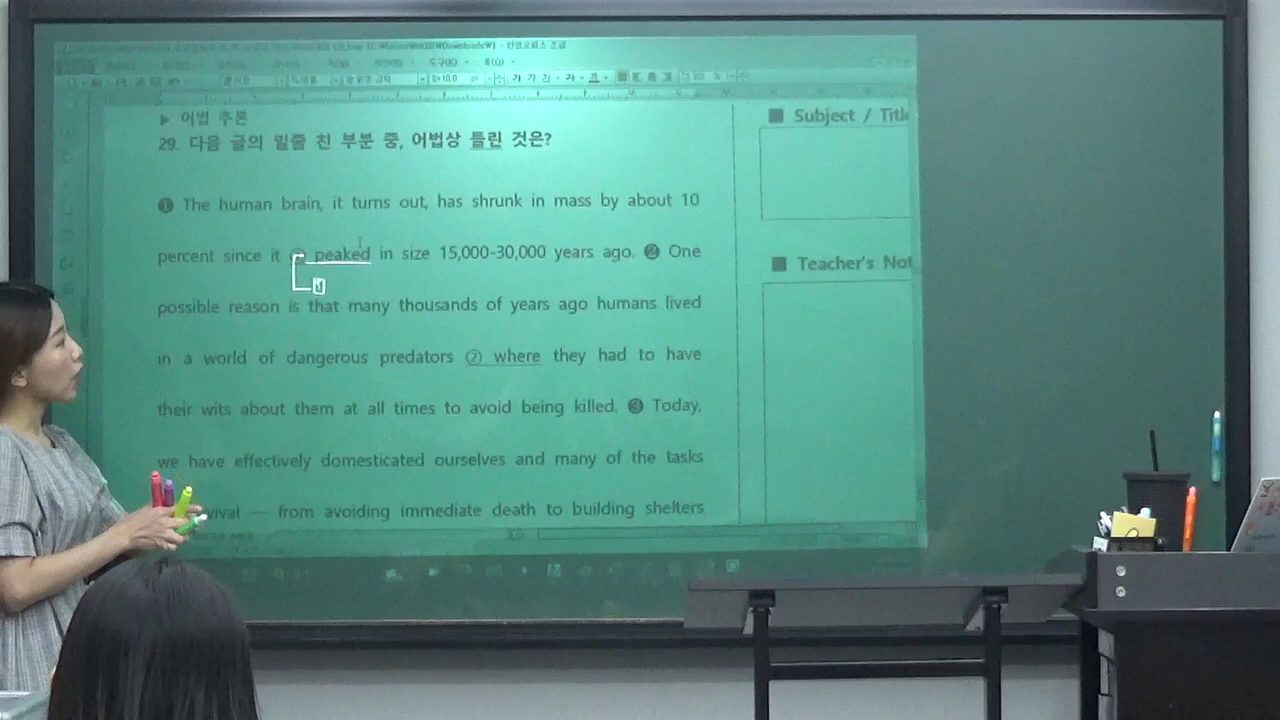 ▶ 어법 추론
29. 다음 글의 밑줄 친 부분 중, 어법상 틀린 것은?
❶ The human brain, it turns out, has shrunk in mass by about 10
percent since it peaked in size 15,000-30,000 years ago. ❷ One
possible reason is that many thousands of years ago humans lived
in a world of dangerous predators ② where they had to have
their wits about them at all times to avoid being killed. ❸ Today,
we have effectively domesticated ourselves and many of the tasks
vival — from avoiding immediate death to building shelters
■ Subject / Title
■ Teacher's Not